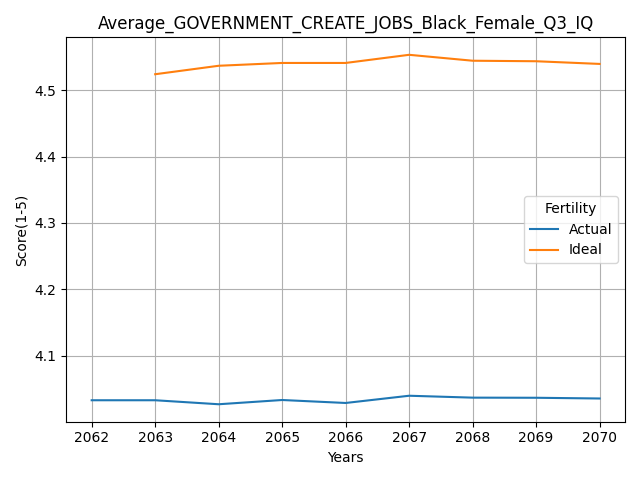 Average_GOVERNMENT_CREATE_JOBS_Black_Female_Q3_IQ
Score(1-5)
4.5
4.4
4.3
4.2
4.1
Fertility
Actual
Ideal
2062 2063 2064 2065 2066 2067 2068 2069 2070
Years